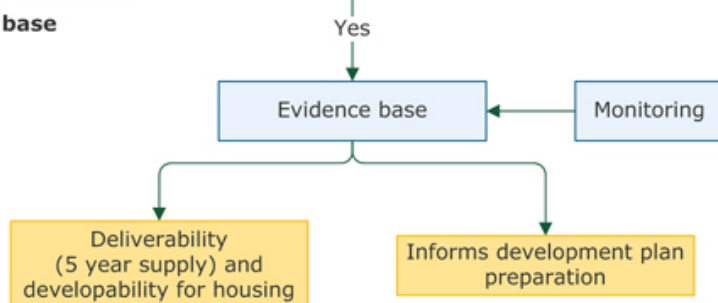 base
Yes
Evidence base
Monitoring
Deliverability
(5 year supply) and
developability for housing
Informs development plan
preparation